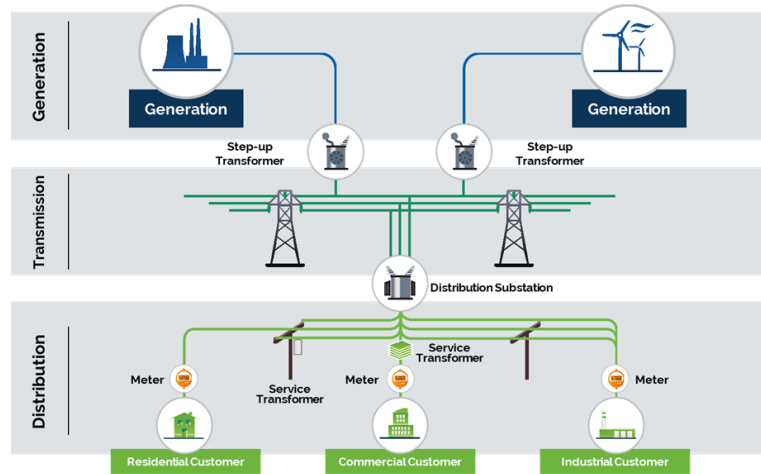 Generation
Generation
Generation
Step-up
Transformer
Step-up
Transformer
Transmission
Distribution Substation
Distribution
Service
Transformer
Meter
Service
Transformer
Meter
Meter
Residential Customer
Commercial Customer
Industrial Customer